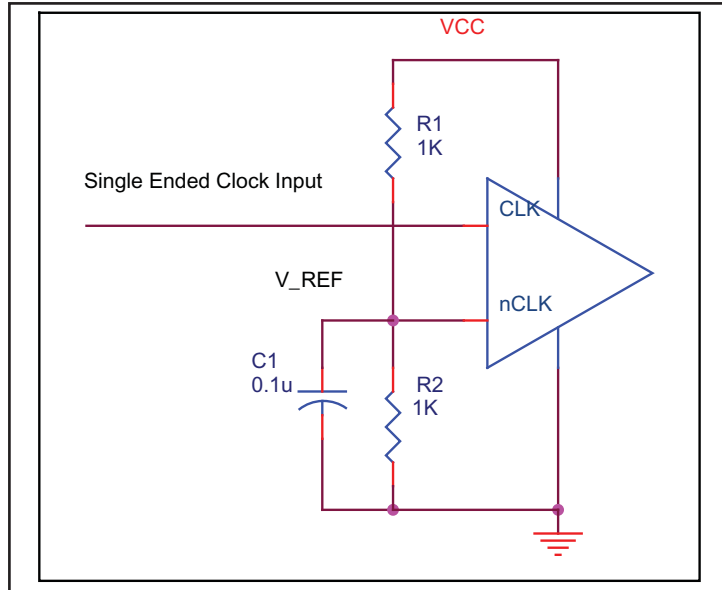 VCC
R1
1K
Single Ended Clock Input
CLK
V_REF
nCLK
C1
0.1u
R2
1K